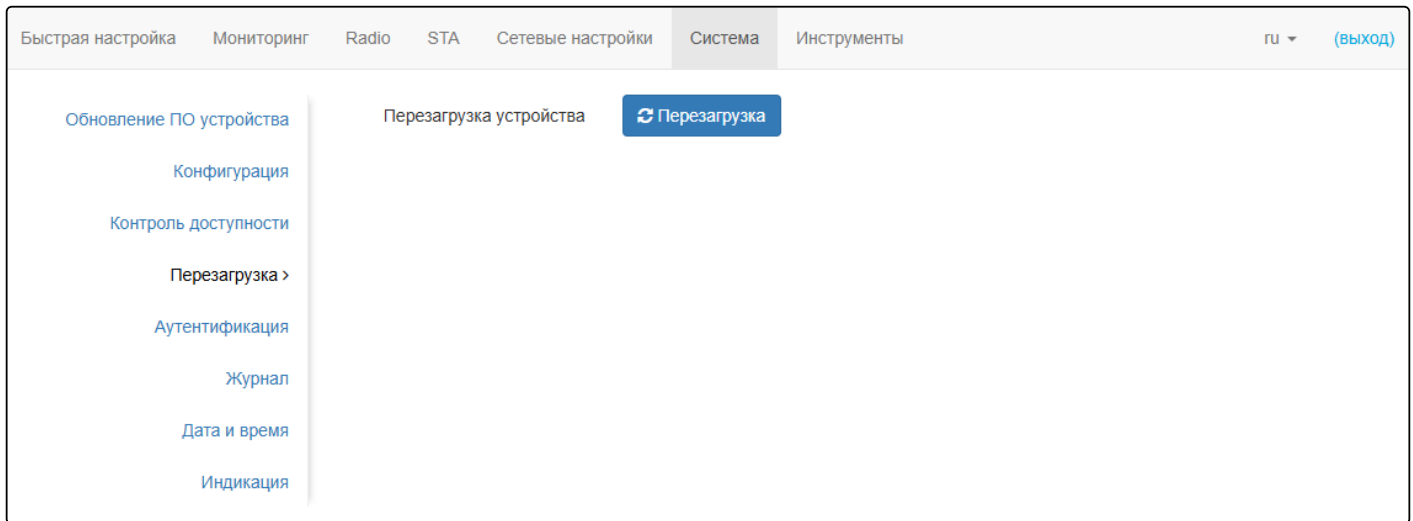 Быстрая настройка Мониторинг Radio STA Сетевые настройки Система Инструменты ru (выход)
Обновление ПО устройства
Перезагрузка устройства Перезагрузка
Конфигурация
Контроль доступности
Перезагрузка >
Аутентификация
Журнал
Дата и время
Индикация